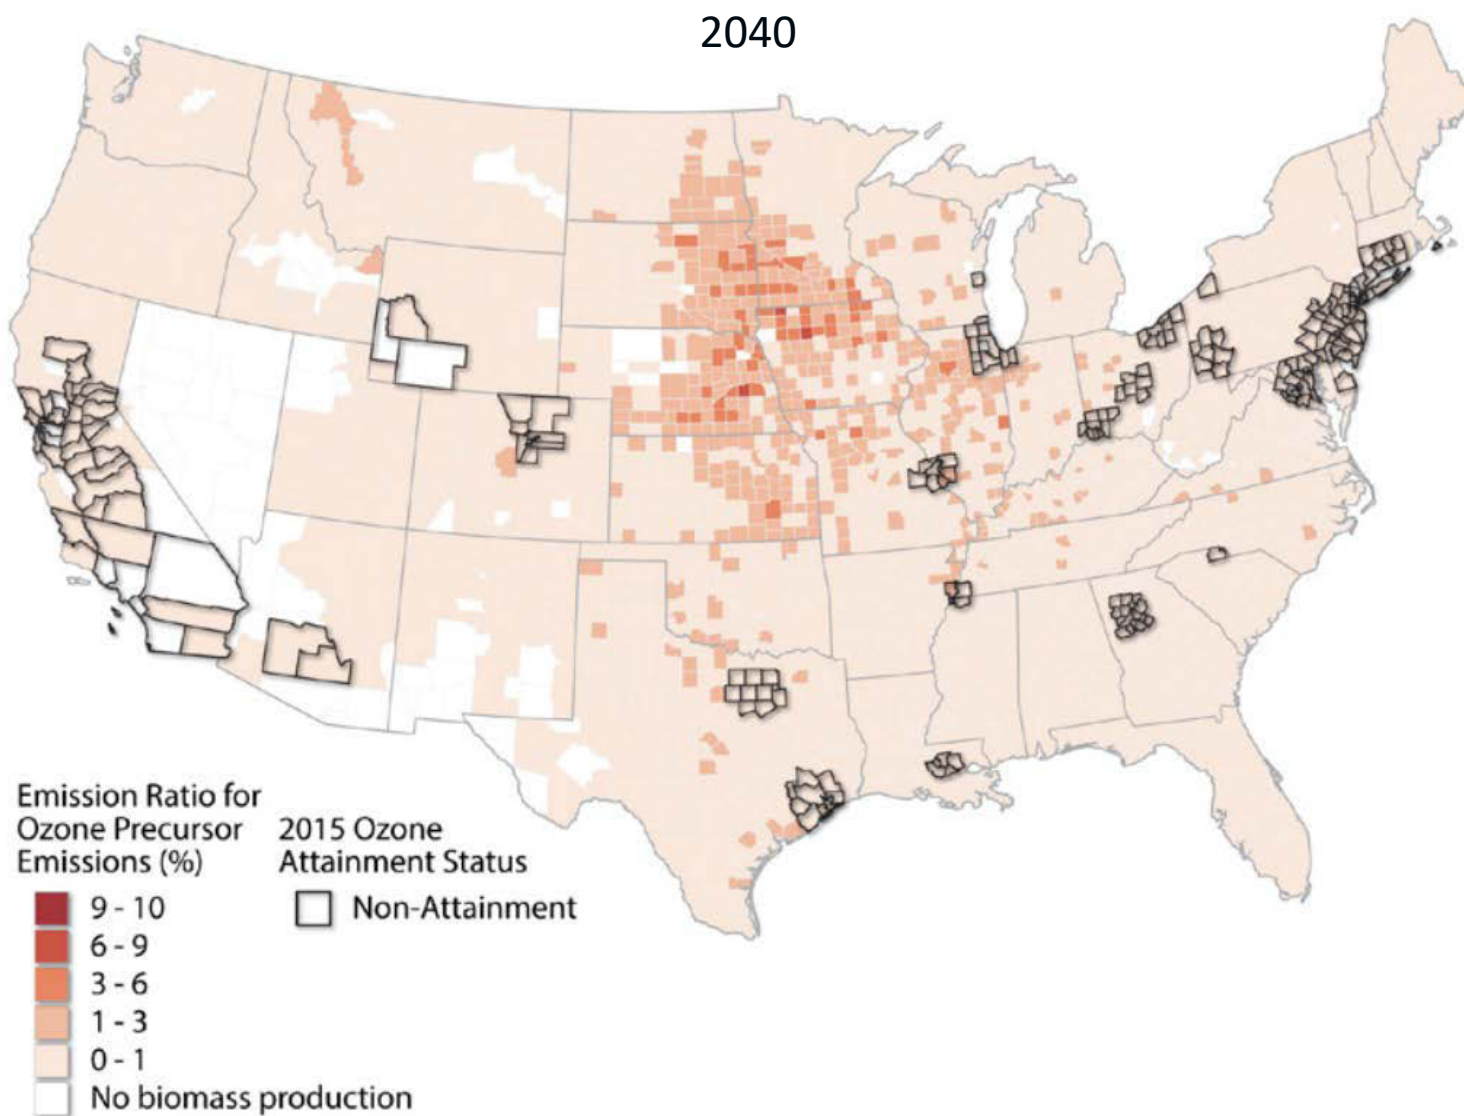 2040
Emission Ratio for
Ozone Precursor
Emissions (%)
9 - 10
6 - 9
3 - 6
1 - 3
0 - 1
No biomass production
2015 Ozone
Attainment Status
Non-Attainment